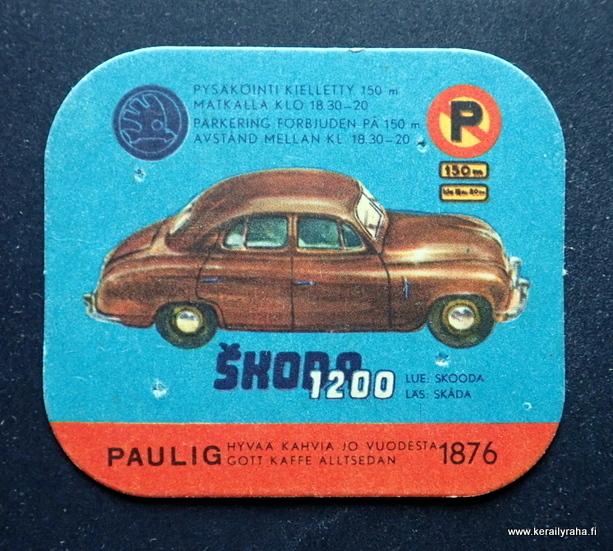 PYSÄKÖINTI KIELLETTY 150 m
MATKALLA KLO 18.30–20
PARKERING FÖRBJUDEN PÅ 150 m
AVSTÅND MELLAN KL 18.30–20
P
150m
ŠKODA
1200
LUE: SKOODA
LÄS: SKÅDA
PAULIG
HYVÄÄ KAHVIA JO VUODESTA
GOTT KAFFE ALLTSEDAN
1876
www.kerailyraha.fi